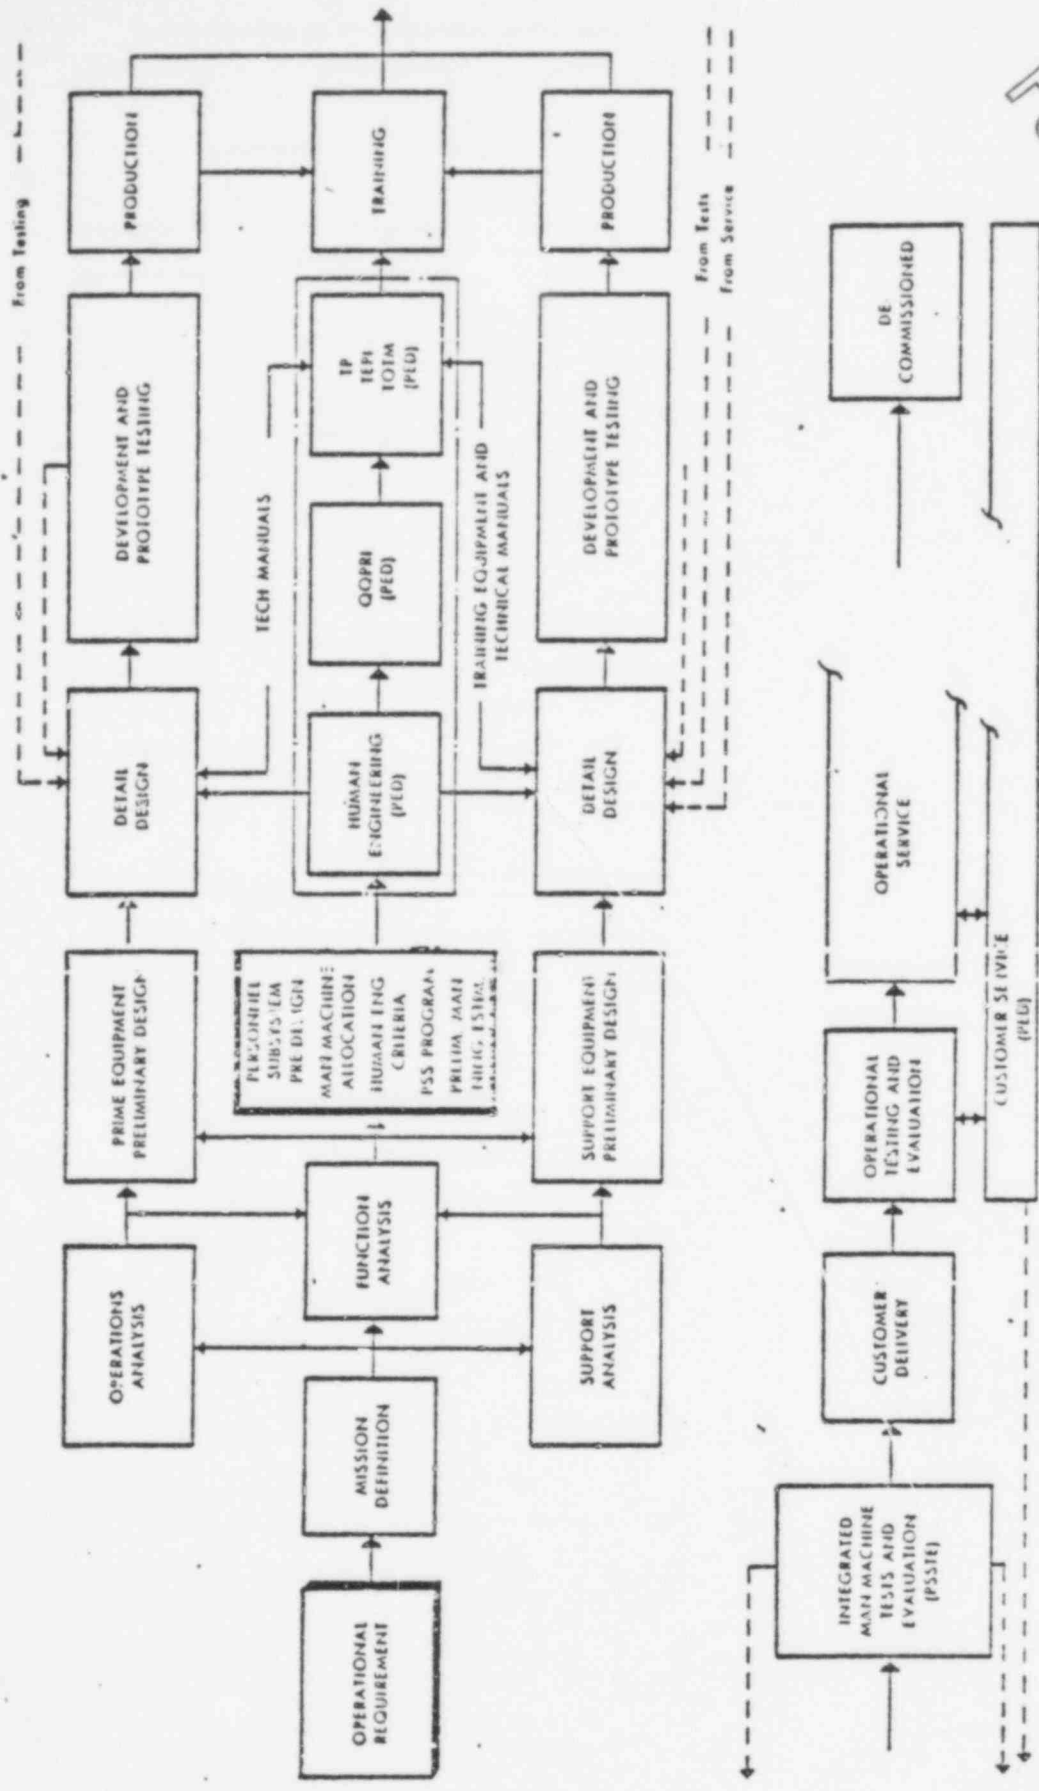 OPERATIONAL
REQUIREMENT
MISSION
DEFINITION
OPERATIONS
ANALYSIS
SUPPORT
ANALYSIS
FUNCTION
ANALYSIS
PRIME EQUIPMENT
PRELIMINARY DESIGN
PERSONNEL
SUBSYSTEM
PRE DESIGN
MAN MACHINE
ALLOCATION
HUMAN ENG
CRITERIA
PSS PROGRAM
PRELIM. MAN
NING ESTIM.
SUPPORT EQUIPMENT
PRELIMINARY DESIGN
DETAIL
DESIGN
HUMAN
ENGINEERING
(PED)
DETAIL
DESIGN
TECH MANUALS
QQPRI
(PED)
TRAINING EQUIPMENT AND
TECHNICAL MANUALS
DEVELOPMENT AND
PROTOTYPE TESTING
TP
TEPI
TOTM
(PED)
DEVELOPMENT AND
PROTOTYPE TESTING
From Testing
PRODUCTION
TRAINING
PRODUCTION
From Tests
From Service
INTEGRATED
MAN MACHINE
TESTS AND
EVALUATION
(PSSTE)
CUSTOMER
DELIVERY
OPERATIONAL
TESTING AND
EVALUATION
OPERATIONAL
SERVICE
CUSTOMER SERVICE
(PED)
DE
COMMISSIONED